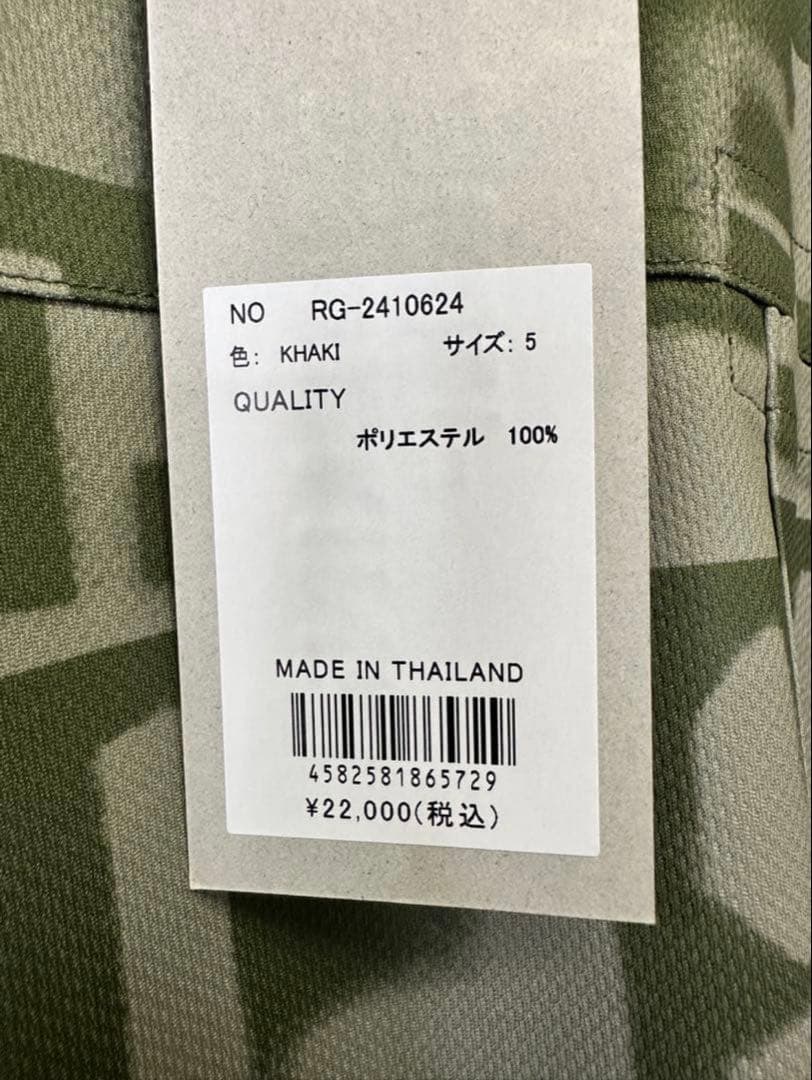 NO RG-2410624
色: KHAKI サイズ: 5
QUALITY
ポリエステル 100%
MADE IN THAILAND
4582581865729
¥22,000(税込)